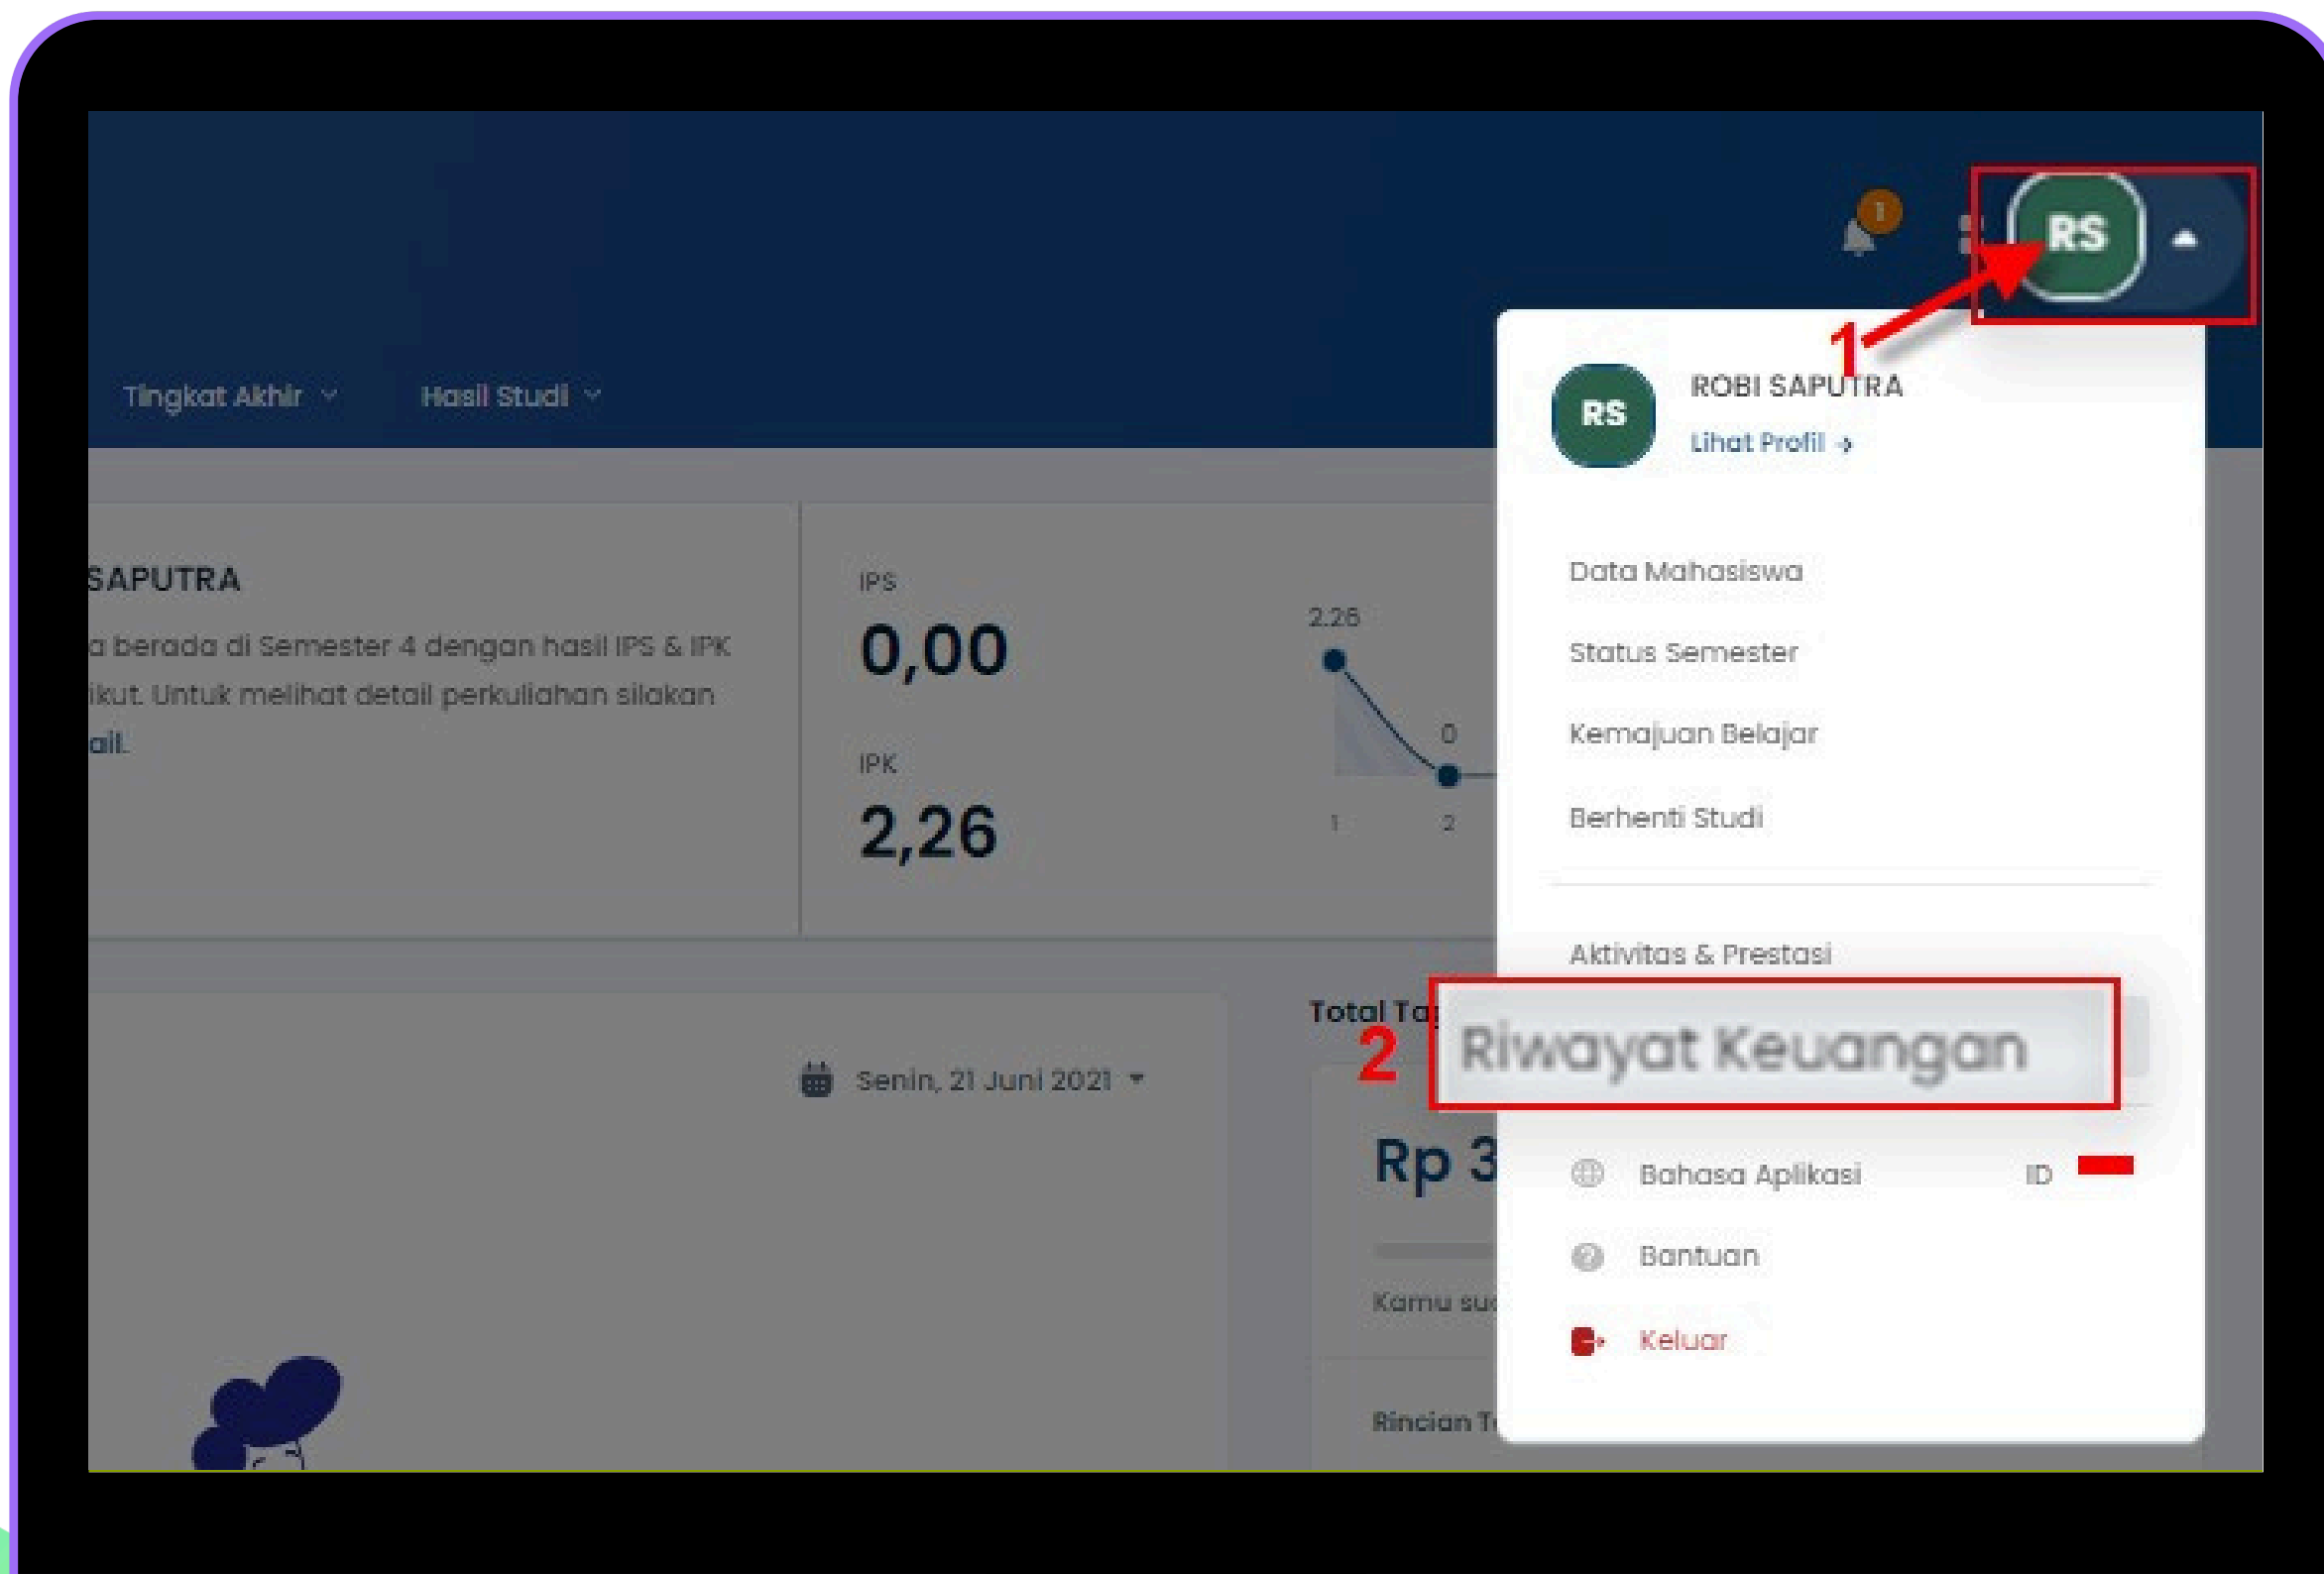 1
RS
1
Tingkat Akhir
Hasil Studi
RS
ROBI SAPUTRA
Lihat Profil
SAPUTRA
a berada di Semester 4 dengan hasil IPS & IPK
ikut. Untuk melihat detail perkuliahan silakan
ail.
IPS
0,00
IPK
2,26
2.26
0
1
2
Data Mahasiswa
Status Semester
Kemajuan Belajar
Berhenti Studi
Aktivitas & Prestasi
Senin, 21 Juni 2021
Total
2
Riwayat Keuangan
Rp 3
Kamu
Rincian
Bahasa Aplikasi ID
Bantuan
Keluar